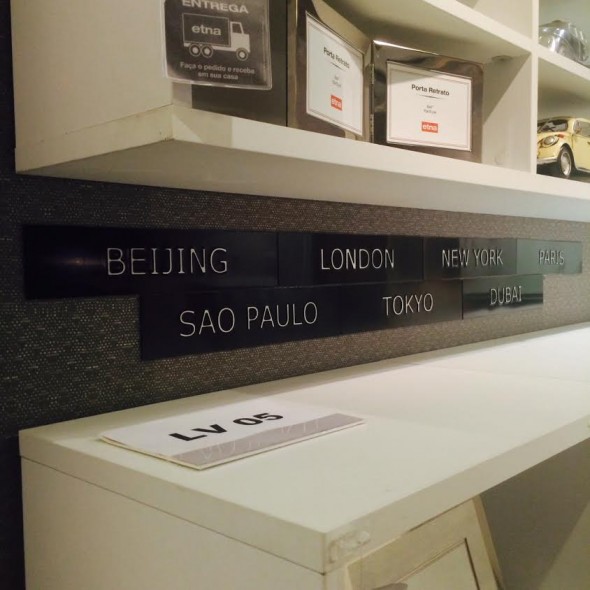 ENTREGA
etna
Faça o pedido e receba
em sua casa
Porta Retrato
etna
Porta Retrato
etna
BEIJING LONDON NEW YORK PARIS
SAO PAULO TOKYO DUBAI
LV 05